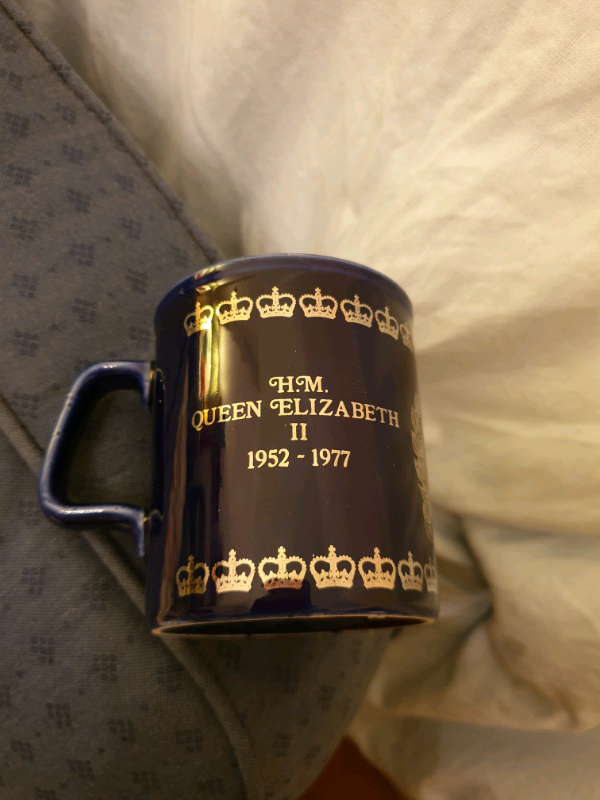 H.M.
QUEEN ELIZABETH
II
1952 - 1977